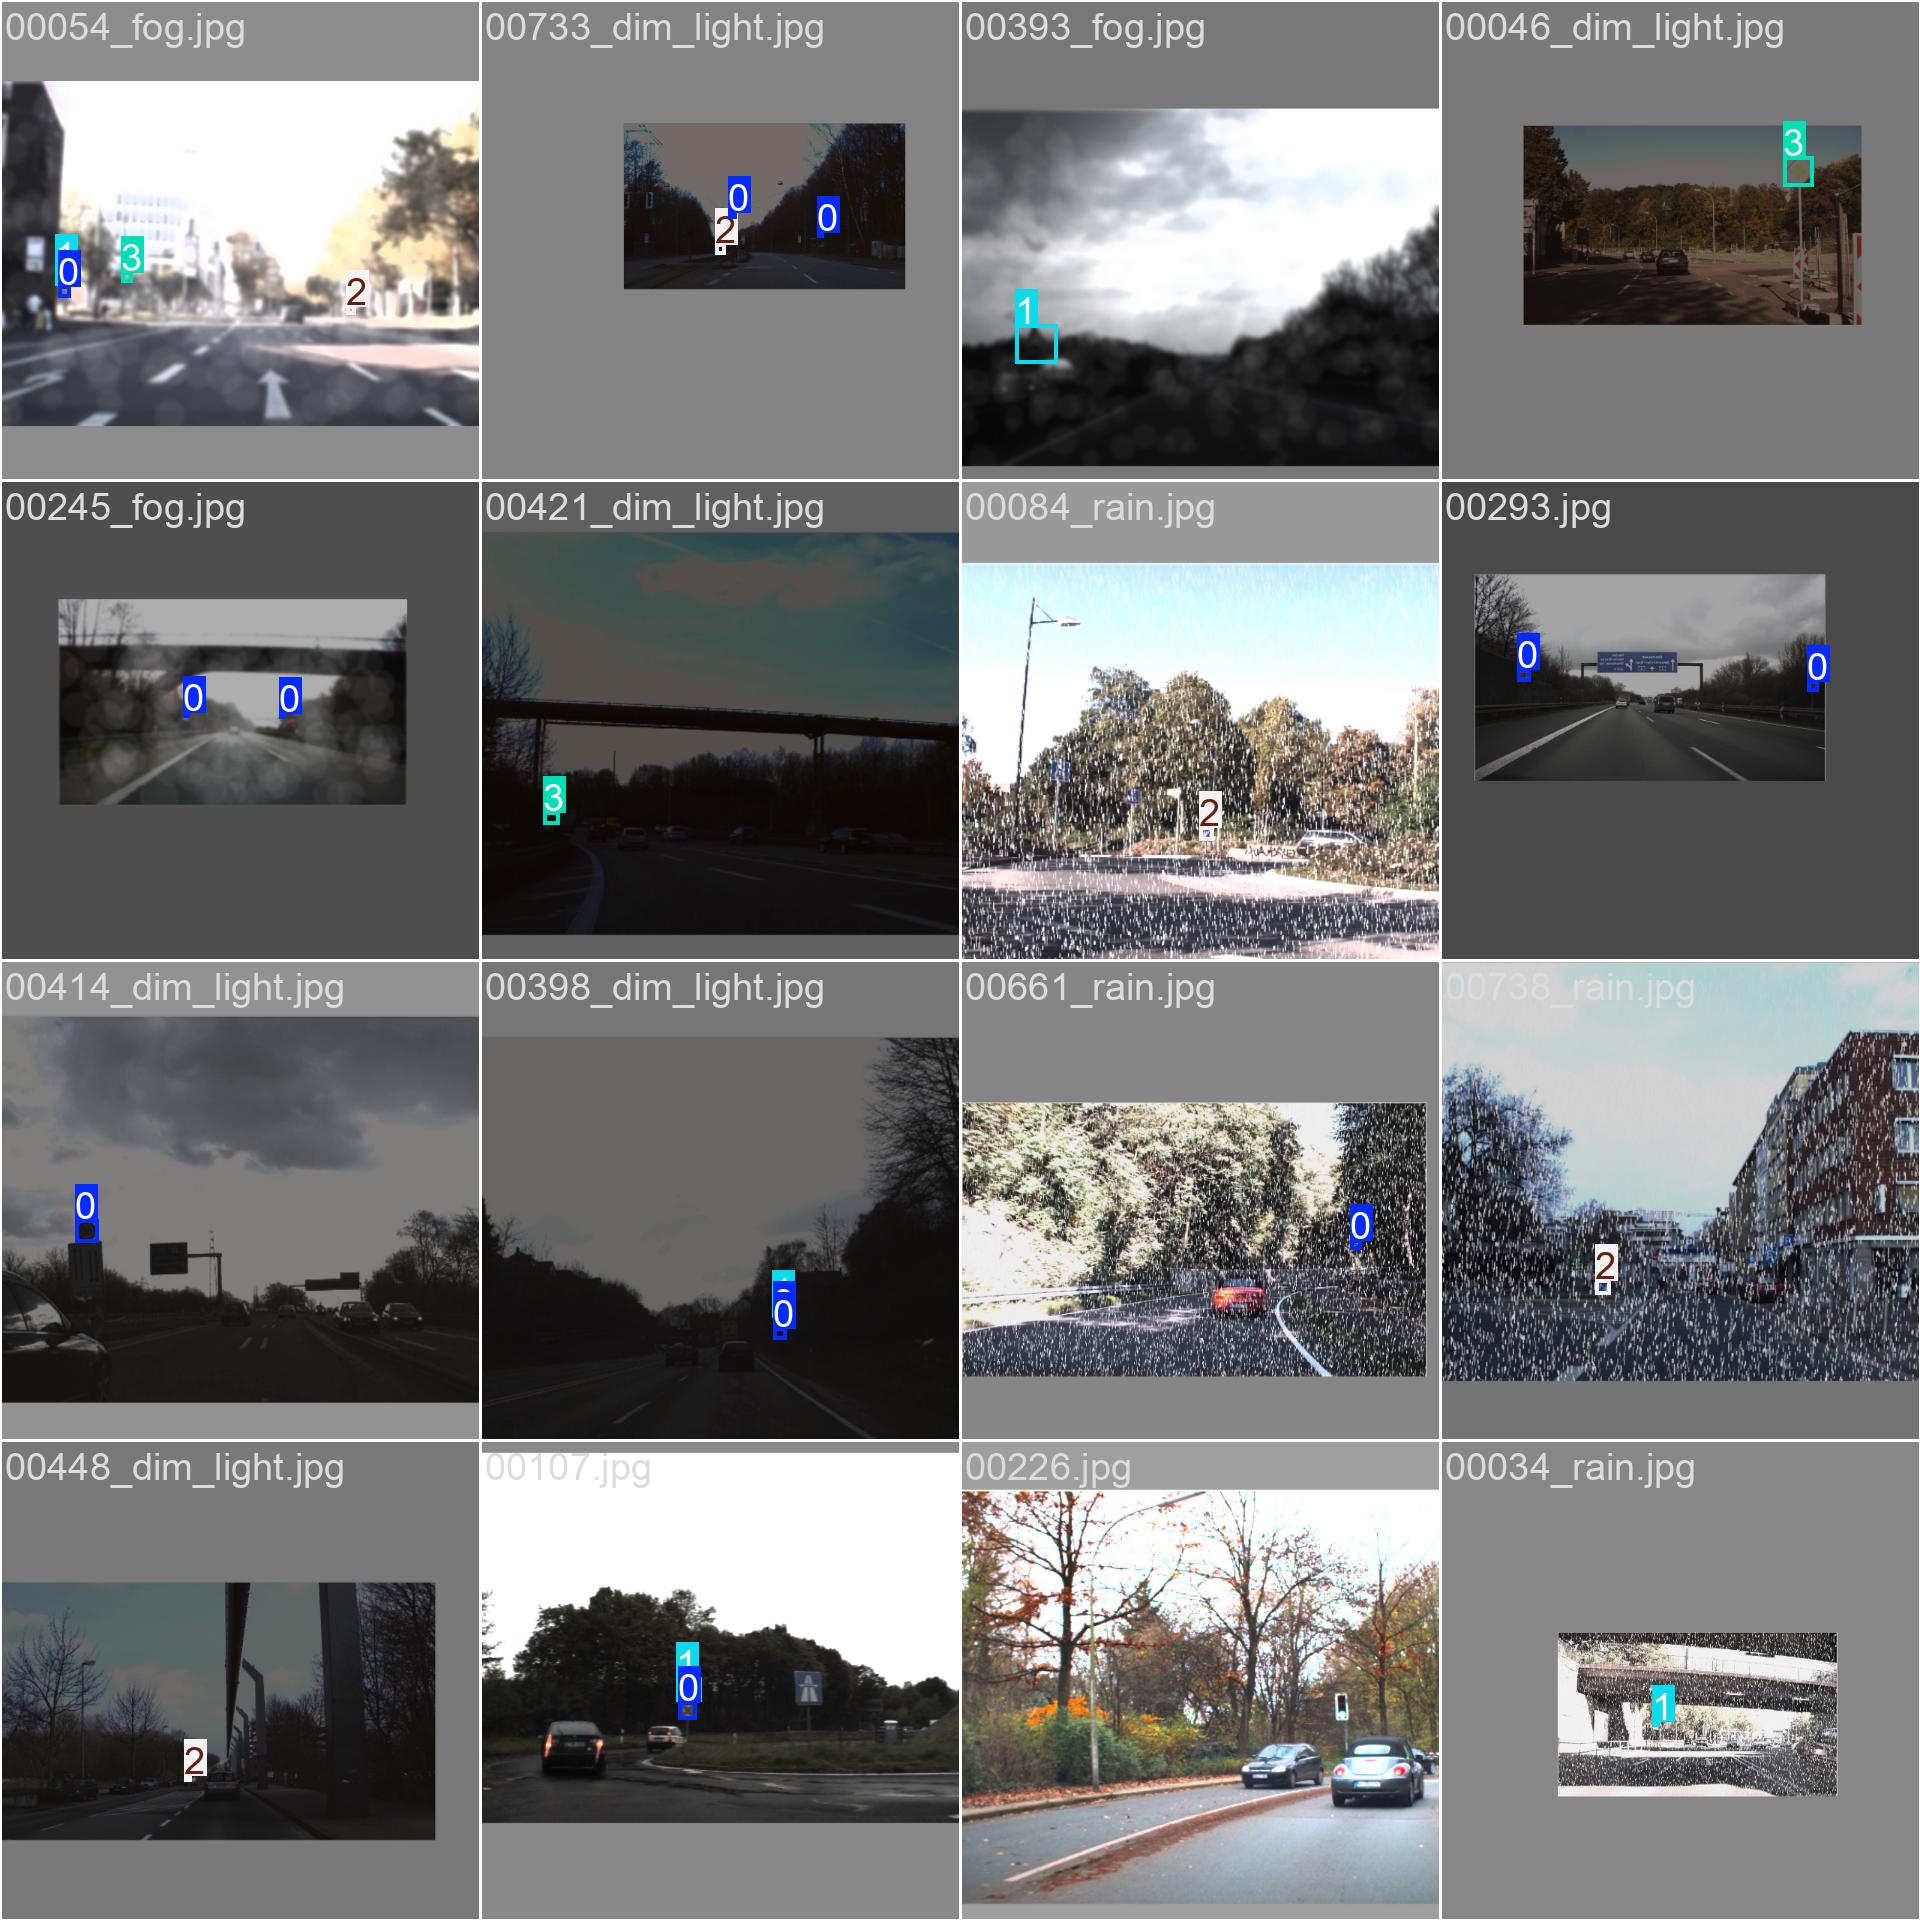 00054_fog.jpg
00733_dim_light.jpg
00393_fog.jpg
00046_dim_light.jpg
3
0
0
2
1
0
3
2
1
00245_fog.jpg
00421_dim_light.jpg
00084_rain.jpg
00293.jpg
0
0
3
2
0
0
00414_dim_light.jpg
00398_dim_light.jpg
00661_rain.jpg
00738_rain.jpg
0
0
0
2
00448_dim_light.jpg
00107.jpg
00226.jpg
00034_rain.jpg
2
1
0
1